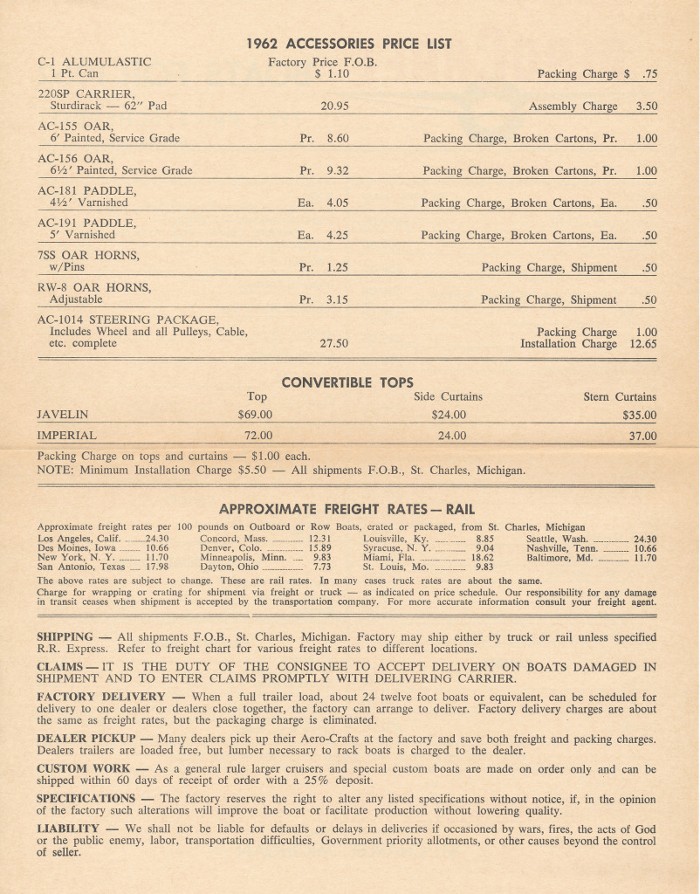 1962 ACCESSORIES PRICE LIST
C-1 ALUMULASTIC Factory Price F.O.B.
1 Pt. Can $ 1.10 Packing Charge $ .75
220SP CARRIER,
Sturdirack — 62" Pad 20.95 Assembly Charge 3.50
AC-155 OAR,
6' Painted, Service Grade Pr. 8.60 Packing Charge, Broken Cartons, Pr. 1.00
AC-156 OAR,
6½' Painted, Service Grade Pr. 9.32 Packing Charge, Broken Cartons, Pr. 1.00
AC-181 PADDLE,
4½' Varnished Ea. 4.05 Packing Charge, Broken Cartons, Ea. .50
AC-191 PADDLE,
5' Varnished Ea. 4.25 Packing Charge, Broken Cartons, Ea. .50
7SS OAR HORNS,
w/Pins Pr. 1.25 Packing Charge, Shipment .50
RW-8 OAR HORNS,
Adjustable Pr. 3.15 Packing Charge, Shipment .50
AC-1014 STEERING PACKAGE,
Includes Wheel and all Pulleys, Cable, Packing Charge 1.00
etc. complete 27.50 Installation Charge 12.65
CONVERTIBLE TOPS
Top Side Curtains Stern Curtains
JAVELIN $69.00 $24.00 $35.00
IMPERIAL 72.00 24.00 37.00
Packing Charge on tops and curtains — $1.00 each.
NOTE: Minimum Installation Charge $5.50 — All shipments F.O.B., St. Charles, Michigan.
APPROXIMATE FREIGHT RATES — RAIL
Approximate freight rates per 100 pounds on Outboard or Row Boats, crated or packaged, from St. Charles, Michigan
Los Angeles, Calif. ......24.30 Concord, Mass. ......... 12.31 Louisville, Ky. ......... 8.85 Seattle, Wash. ......... 24.30
Des Moines, Iowa ...... 10.66 Denver, Colo. ......... 15.89 Syracuse, N. Y. ......... 9.04 Nashville, Tenn. ...... 10.66
New York, N. Y. ...... 11.70 Minneapolis, Minn. ... 9.83 Miami, Fla. ......... 18.62 Baltimore, Md. ......... 11.70
San Antonio, Texas ... 17.98 Dayton, Ohio ......... 7.73 St. Louis, Mo. ......... 9.83
The above rates are subject to change. These are rail rates. In many cases truck rates are about the same.
Charge for wrapping or crating for shipment via freight or truck — as indicated on price schedule. Our responsibility for any damage
in transit ceases when shipment is accepted by the transportation company. For more accurate information consult your freight agent.
SHIPPING — All shipments F.O.B., St. Charles, Michigan. Factory may ship either by truck or rail unless specified
R.R. Express. Refer to freight chart for various freight rates to different locations.
CLAIMS — IT IS THE DUTY OF THE CONSIGNEE TO ACCEPT DELIVERY ON BOATS DAMAGED IN
SHIPMENT AND TO ENTER CLAIMS PROMPTLY WITH DELIVERING CARRIER.
FACTORY DELIVERY — When a full trailer load, about 24 twelve foot boats or equivalent, can be scheduled for
delivery to one dealer or dealers close together, the factory can arrange to deliver. Factory delivery charges are about
the same as freight rates, but the packaging charge is eliminated.
DEALER PICKUP — Many dealers pick up their Aero-Crafts at the factory and save both freight and packing charges.
Dealers trailers are loaded free, but lumber necessary to rack boats is charged to the dealer.
CUSTOM WORK — As a general rule larger cruisers and special custom boats are made on order only and can be
shipped within 60 days of receipt of order with a 25% deposit.
SPECIFICATIONS — The factory reserves the right to alter any listed specifications without notice, if, in the opinion
of the factory such alterations will improve the boat or facilitate production without lowering quality.
LIABILITY — We shall not be liable for defaults or delays in deliveries if occasioned by wars, fires, the acts of God
or the public enemy, labor, transportation difficulties, Government priority allotments, or other causes beyond the control
of seller.